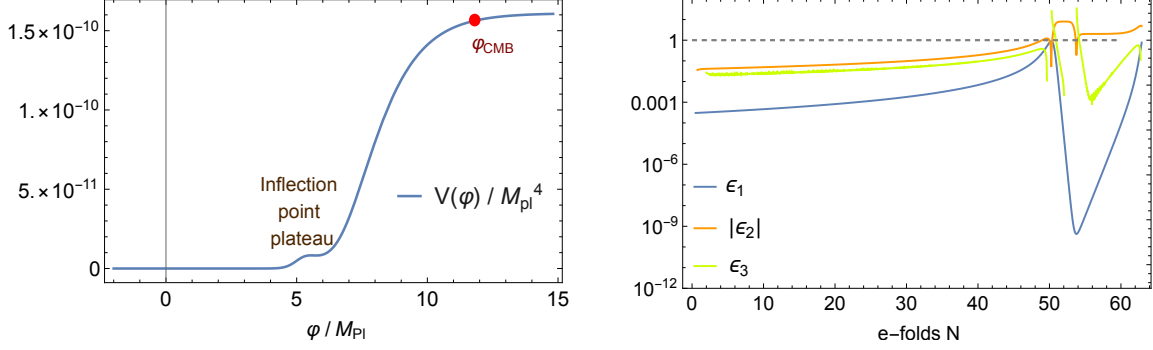 1.5 × 10⁻¹⁰
1. × 10⁻¹⁰
5. × 10⁻¹¹
0
φCMB
Inflection
point
plateau
V(φ) / Mpl⁴
0 5 10 15
φ / MPl
1
0.001
10⁻⁶
10⁻⁹
10⁻¹²
ϵ₁
|ϵ₂|
ϵ₃
0 10 20 30 40 50 60
e-folds N